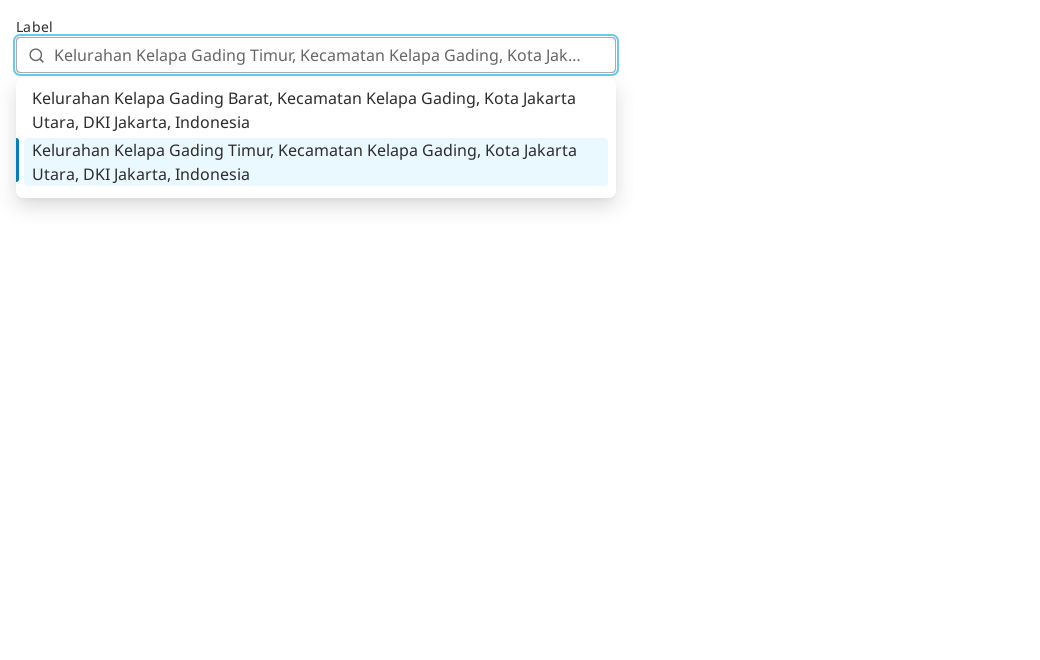 Label
Kelurahan Kelapa Gading Timur, Kecamatan Kelapa Gading, Kota Jak...
Kelurahan Kelapa Gading Barat, Kecamatan Kelapa Gading, Kota Jakarta
Utara, DKI Jakarta, Indonesia
Kelurahan Kelapa Gading Timur, Kecamatan Kelapa Gading, Kota Jakarta
Utara, DKI Jakarta, Indonesia